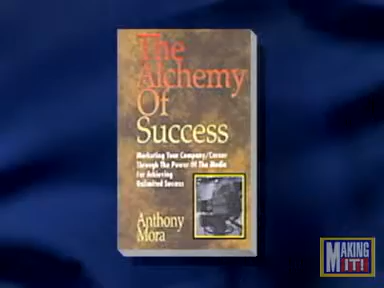 The
Alchemy
Of
Success
Marketing Your Company/Career
Through The Power Of The Media
For Achieving
Unlimited Success
Anthony
Mora
MAKING
IT!